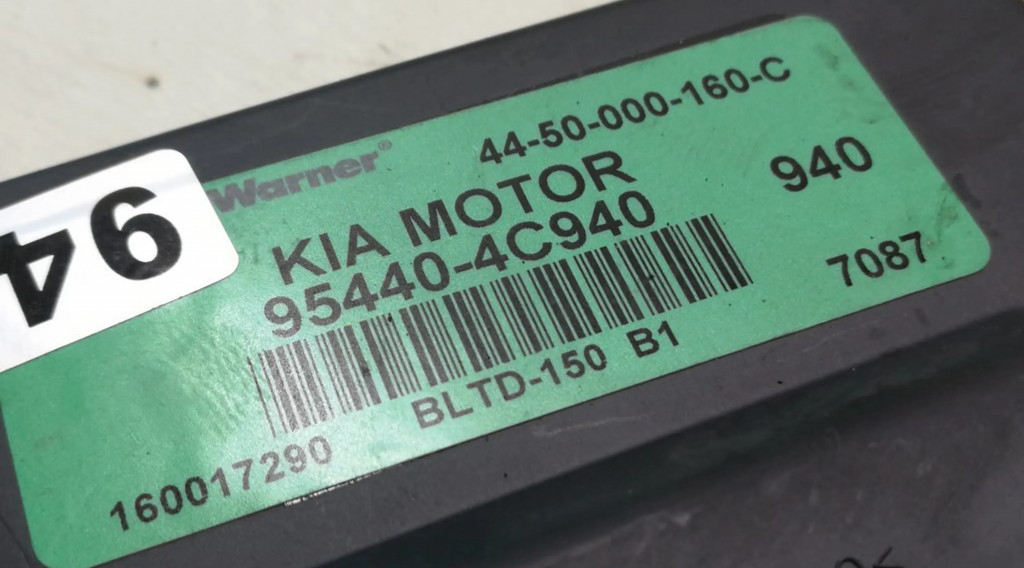 Warner®
44-50-000-160-C
KIA MOTOR
940
95440-4C940
7087
BLTD-150 B1
160017290
94